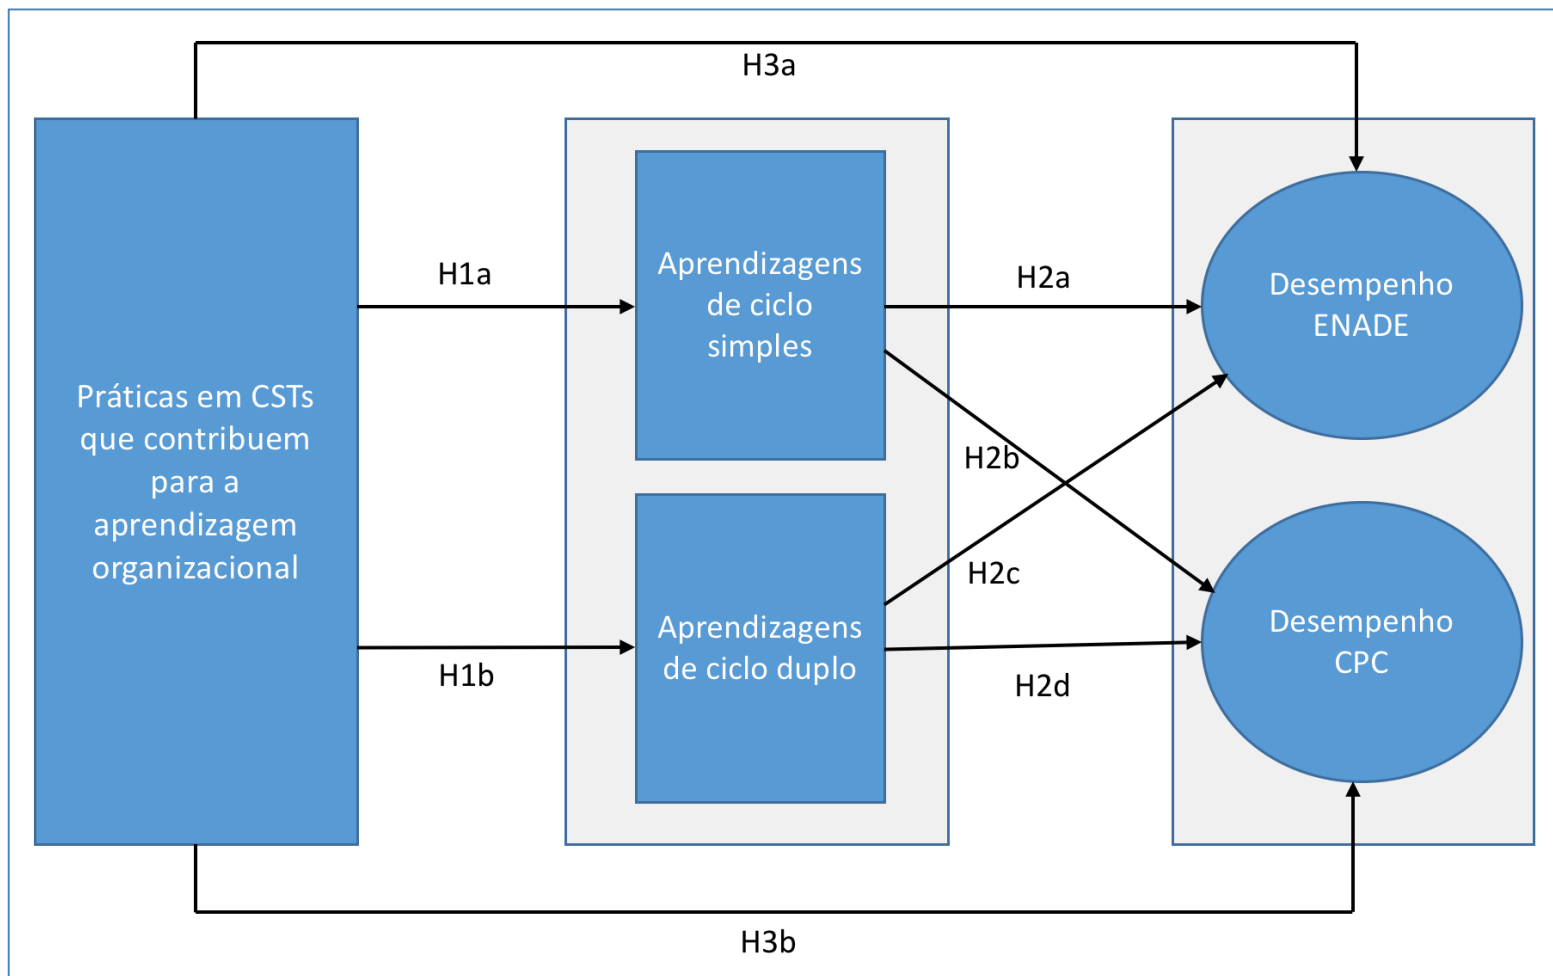 H3a
Práticas em CSTs
que contribuem
para a
aprendizagem
organizacional
H1a
H1b
Aprendizagens
de ciclo
simples
Aprendizagens
de ciclo duplo
H2a
H2b
H2c
H2d
Desempenho
ENADE
Desempenho
CPC
H3b